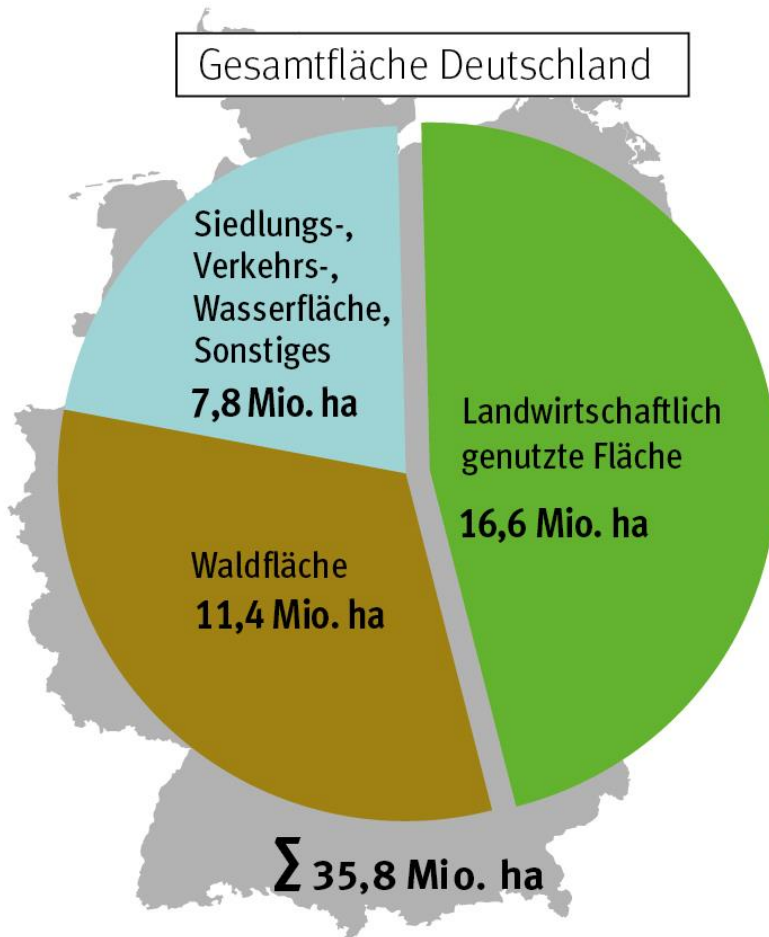 Gesamtfläche Deutschland
Siedlungs-,
Verkehrs-,
Wasserfläche,
Sonstiges
7,8 Mio. ha
Landwirtschaftlich
genutzte Fläche
16,6 Mio. ha
Waldfläche
11,4 Mio. ha
Σ 35,8 Mio. ha